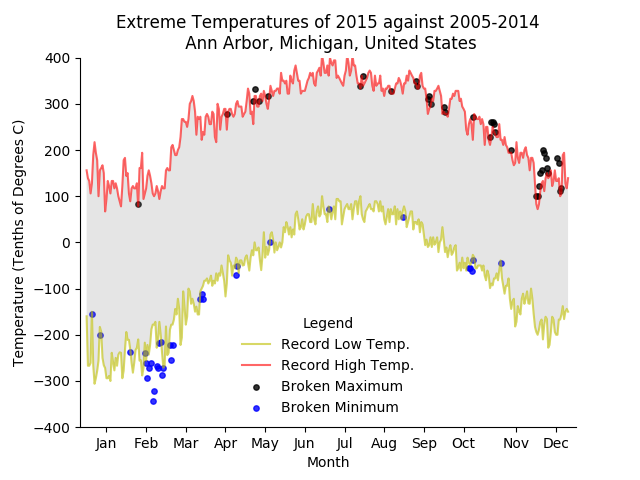 Extreme Temperatures of 2015 against 2005-2014
Ann Arbor, Michigan, United States
Temperature (Tenths of Degrees C)
400
300
200
100
0
−100
−200
−300
−400
Legend
Record Low Temp.
Record High Temp.
Broken Maximum
Broken Minimum
Jan Feb Mar Apr May Jun Jul Aug Sep Oct Nov Dec
Month